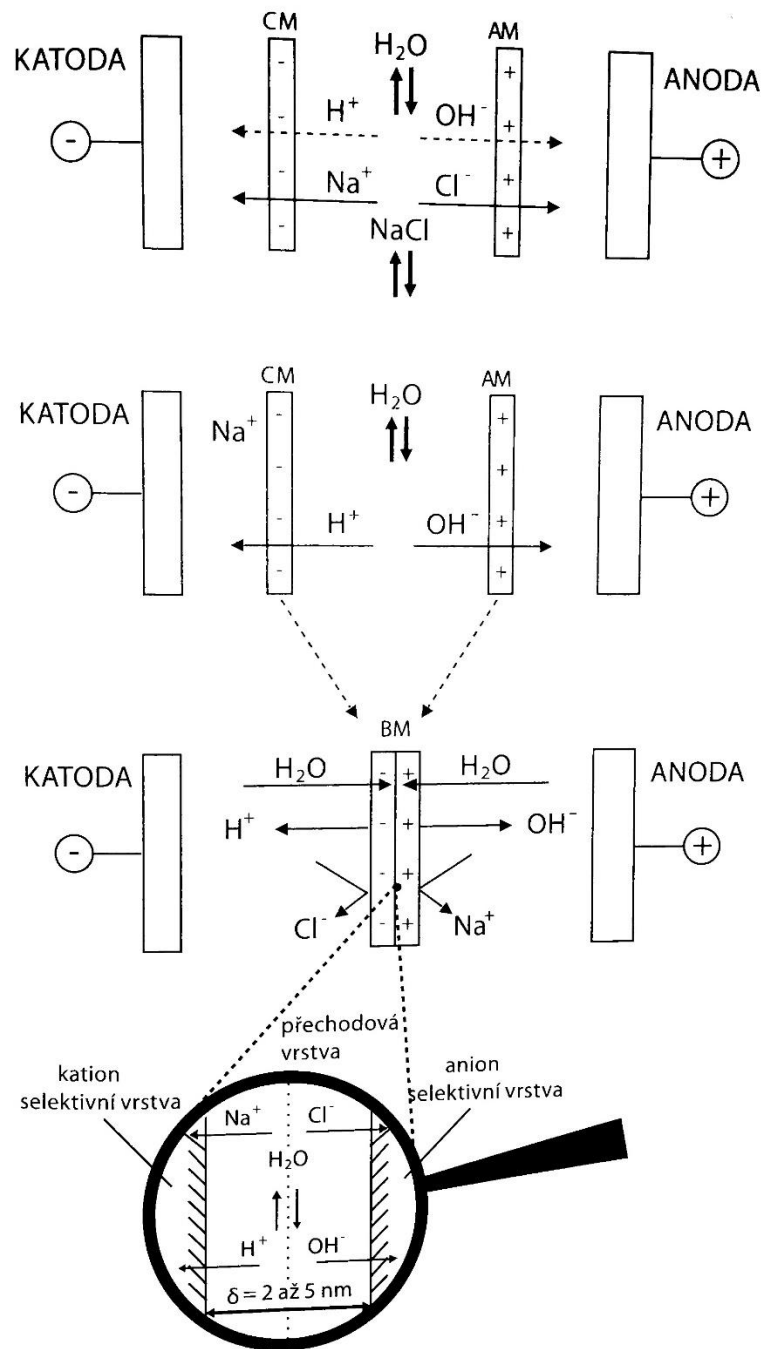 CM
H₂O
AM
KATODA
ANODA
H⁺
OH⁻
-
+
Na⁺
Cl⁻
NaCl
- - - -
+ + + +
CM
H₂O
AM
KATODA
ANODA
Na⁺
-
+
H⁺
OH⁻
- - - -
+ + + +
BM
KATODA
H₂O
H₂O
ANODA
H⁺
OH⁻
-
+
Cl⁻
Na⁺
- +
- +
- +
- +
přechodová
vrstva
kation
selektivní vrstva
anion
selektivní vrstva
Na⁺
Cl⁻
H₂O
H⁺
OH⁻
δ = 2 až 5 nm